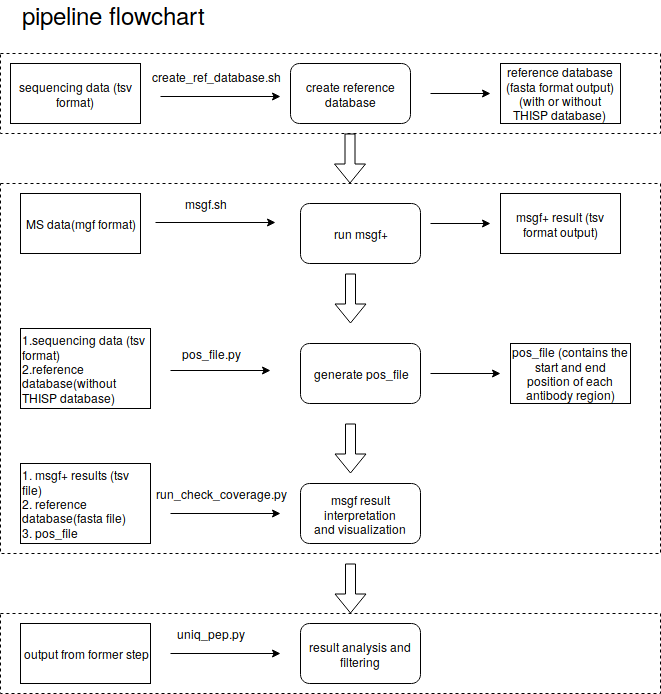 pipeline flowchart
sequencing data (tsv
format)
create_ref_database.sh
create reference
database
reference database
(fasta format output)
(with or without
THISP database)
MS data(mgf format)
msgf.sh
run msgf+
msgf+ result (tsv
format output)
1.sequencing data (tsv
format)
2.reference
database(without
THISP database)
pos_file.py
generate pos_file
pos_file (contains the
start and end
position of each
antibody region)
1. msgf+ results (tsv
file)
2. reference
database(fasta file)
3. pos_file
run_check_coverage.py
msgf result
interpretation
and visualization
output from former step
uniq_pep.py
result analysis and
filtering